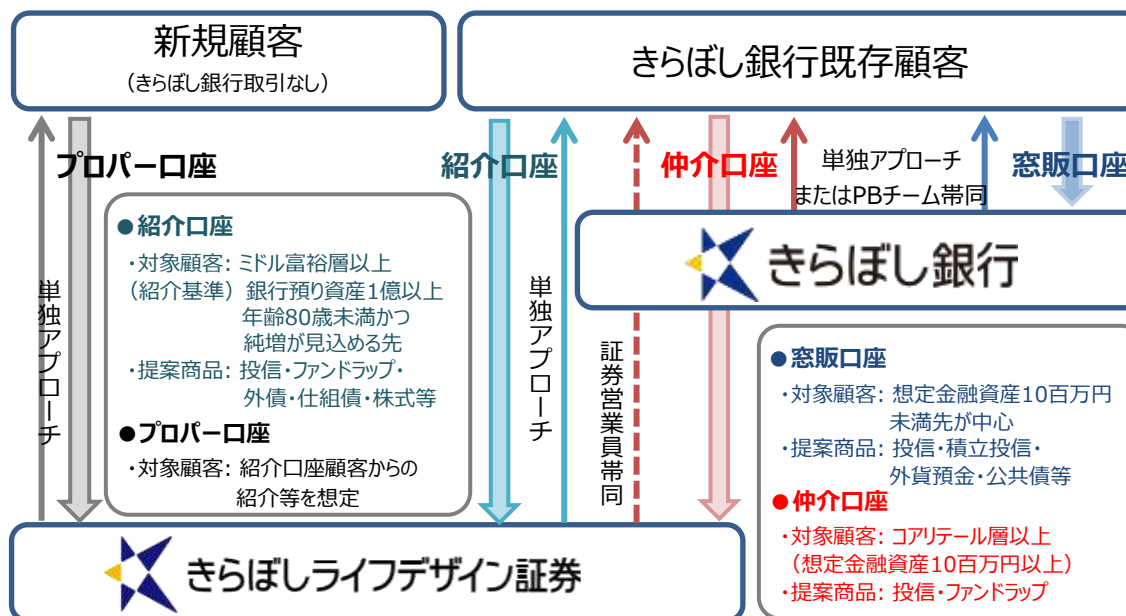 新規顧客
（きらぼし銀行取引なし）
きらぼし銀行既存顧客
プロパー口座
紹介口座
仲介口座
単独アプローチ
またはPBチーム帯同
窓販口座
きらぼし銀行
単独アプローチ
●紹介口座
・対象顧客: ミドル富裕層以上
（紹介基準） 銀行預り資産1億以上
年齢80歳未満かつ
純増が見込める先
・提案商品: 投信・ファンドラップ・
外債・仕組債・株式等
●プロパー口座
・対象顧客: 紹介口座顧客からの
紹介等を想定
単独アプローチ
証券営業員帯同
●窓販口座
・対象顧客: 想定金融資産10百万円
未満先が中心
・提案商品: 投信・積立投信・
外貨預金・公共債等
●仲介口座
・対象顧客: コアリテール層以上
（想定金融資産10百万円以上）
・提案商品: 投信・ファンドラップ
きらぼしライフデザイン証券